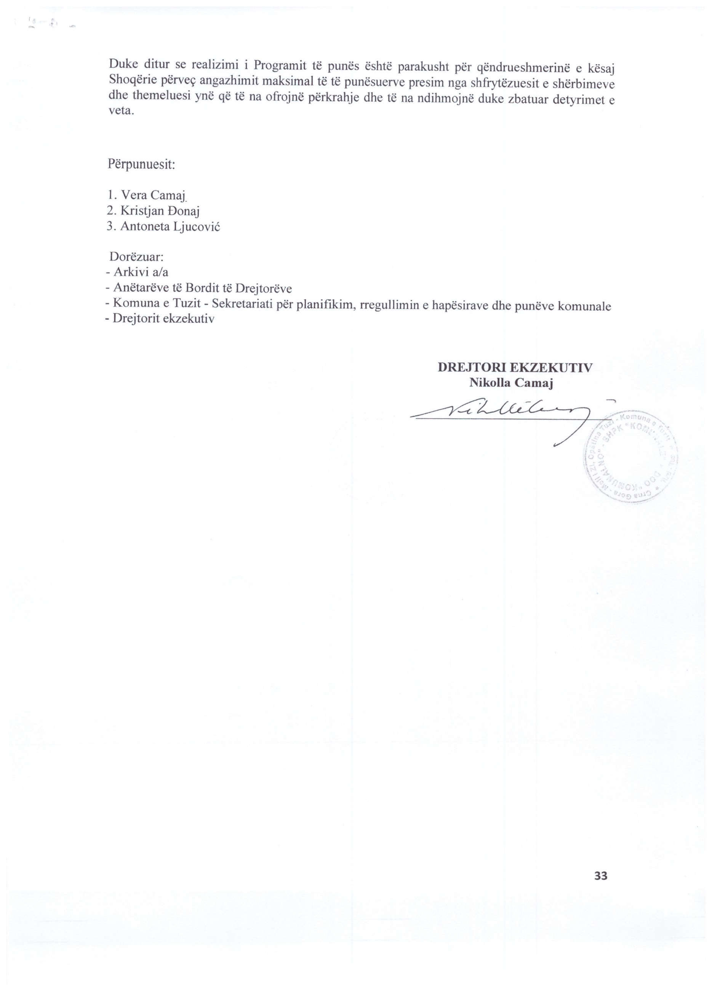 Duke ditur se realizimi i Programit të punës është parakusht për qëndrueshmerinë e kësaj
Shoqërie përveç angazhimit maksimal të të punësuerve presim nga shfrytëzuesit e shërbimeve
dhe themeluesi ynë që të na ofrojnë përkrahje dhe të na ndihmojnë duke zbatuar detyrimet e
veta.
Përpunuesit:
1. Vera Camaj
2. Kristjan Đonaj
3. Antoneta Ljucović
Dorëzuar:
- Arkivi a/a
- Anëtarëve të Bordit të Drejtorëve
- Komuna e Tuzit - Sekretariati për planifikim, rregullimin e hapësirave dhe punëve komunale
- Drejtorit ekzekutiv
DREJTORI EKZEKUTIV
Nikolla Camaj
Crna Gora - Mali i Zi, Opština Tuzi - Komuna e Tuzit
DOO "KOMUNALNO" - SHPK "KOMUNALE"
33